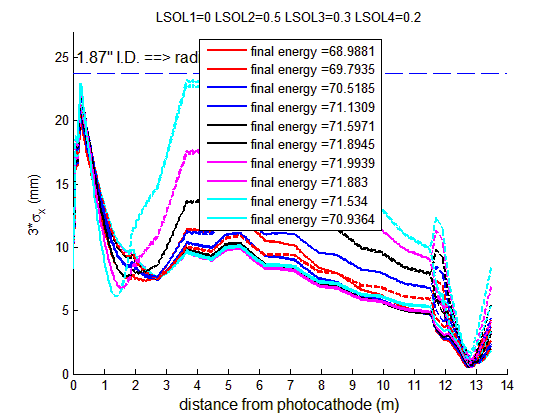 LSOL1=0 LSOL2=0.5 LSOL3=0.3 LSOL4=0.2
1.87" I.D. ==> rad
final energy =68.9881
final energy =69.7935
final energy =70.5185
final energy =71.1309
final energy =71.5971
final energy =71.8945
final energy =71.9939
final energy =71.883
final energy =71.534
final energy =70.9364
25
20
15
10
5
0
3*σx (mm)
0 1 2 3 4 5 6 7 8 9 10 11 12 13 14
distance from photocathode (m)